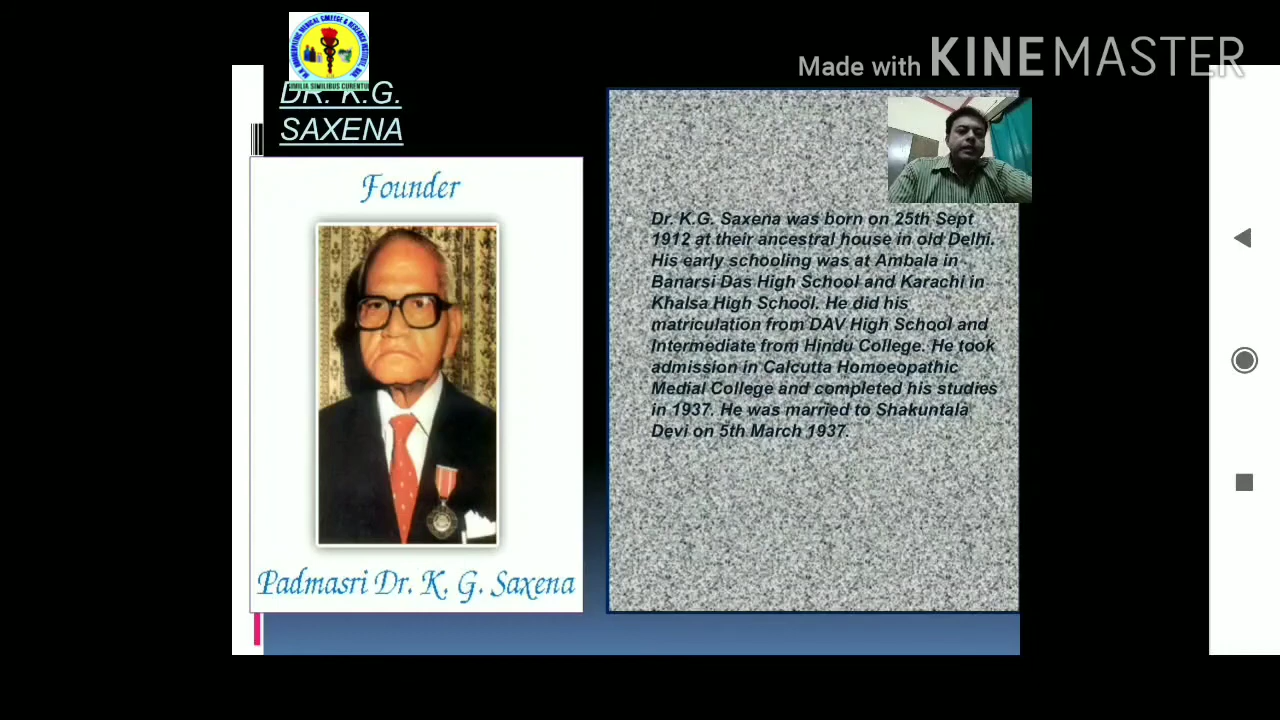 Made with KINEMASTER
SIMILIA SIMILIBUS CURENTUR
DR. K.G.
SAXENA
Founder
Padmasri Dr. K. G. Saxena
Dr. K.G. Saxena was born on 25th Sept
1912 at their ancestral house in old Delhi.
His early schooling was at Ambala in
Banarsi Das High School and Karachi in
Khalsa High School. He did his
matriculation from DAV High School and
Intermediate from Hindu College. He took
admission in Calcutta Homoeopathic
Medial College and completed his studies
in 1937. He was married to Shakuntala
Devi on 5th March 1937.